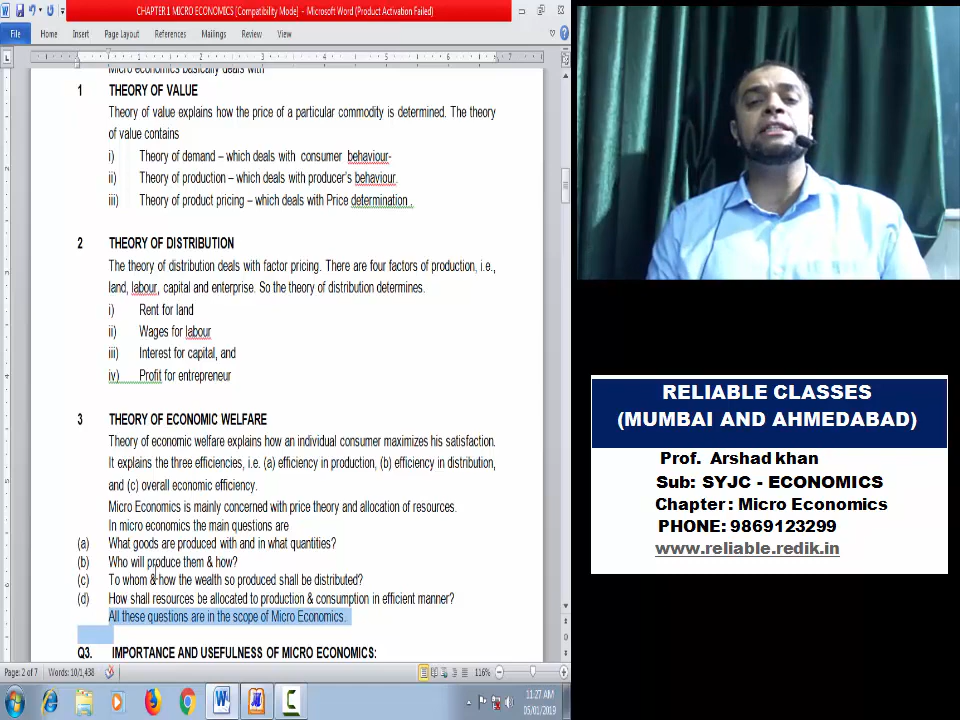 CHAPTER1 MICRO ECONOMICS [Compatibility Mode] - Microsoft Word (Product Activation Failed)
File Home Insert Page Layout References Mailings Review View
Micro economics basically deals with
1 THEORY OF VALUE
Theory of value explains how the price of a particular commodity is determined. The theory
of value contains
i) Theory of demand – which deals with consumer behaviour-
ii) Theory of production – which deals with producer's behaviour.
iii) Theory of product pricing – which deals with Price determination .
2 THEORY OF DISTRIBUTION
The theory of distribution deals with factor pricing. There are four factors of production, i.e.,
land, labour, capital and enterprise. So the theory of distribution determines.
i) Rent for land
ii) Wages for labour
iii) Interest for capital, and
iv) Profit for entrepreneur
3 THEORY OF ECONOMIC WELFARE
Theory of economic welfare explains how an individual consumer maximizes his satisfaction.
It explains the three efficiencies, i.e. (a) efficiency in production, (b) efficiency in distribution,
and (c) overall economic efficiency.
Micro Economics is mainly concerned with price theory and allocation of resources.
In micro economics the main questions are
(a) What goods are produced with and in what quantities?
(b) Who will produce them & how?
(c) To whom & how the wealth so produced shall be distributed?
(d) How shall resources be allocated to production & consumption in efficient manner?
All these questions are in the scope of Micro Economics.
Q3. IMPORTANCE AND USEFULNESS OF MICRO ECONOMICS:
Page: 2 of 7 Words: 10/1,438 116%
11:27 AM
05/01/2019
RELIABLE CLASSES
(MUMBAI AND AHMEDABAD)
Prof. Arshad khan
Sub: SYJC - ECONOMICS
Chapter : Micro Economics
PHONE: 9869123299
www.reliable.redik.in